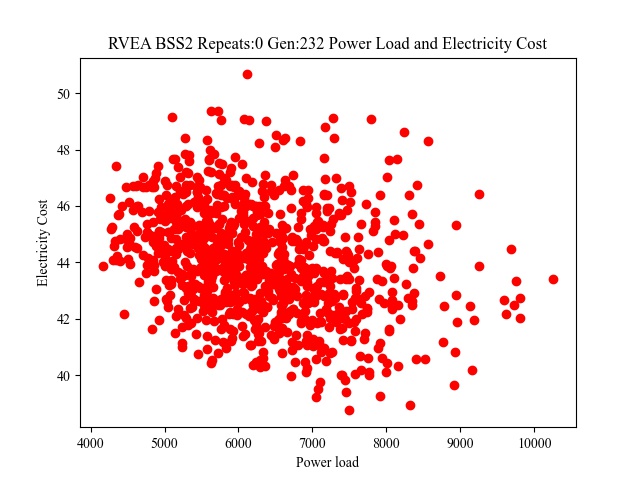 RVEA BSS2 Repeats:0 Gen:232 Power Load and Electricity Cost
50
48
46
44
42
40
Electricity Cost
4000 5000 6000 7000 8000 9000 10000
Power load